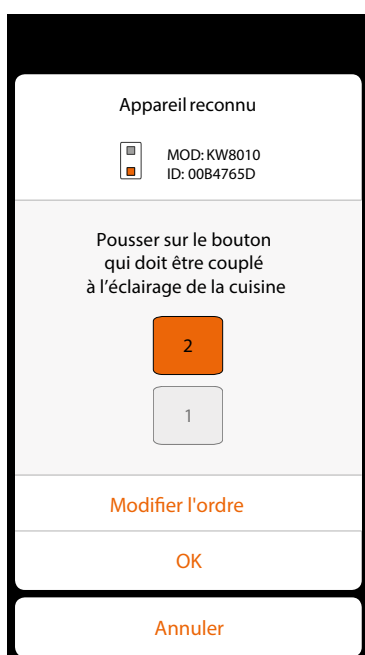 Appareil reconnu
MOD: KW8010
ID: 00B4765D
Pousser sur le bouton
qui doit être couplé
à l’éclairage de la cuisine
2
1
Modifier l'ordre
OK
Annuler